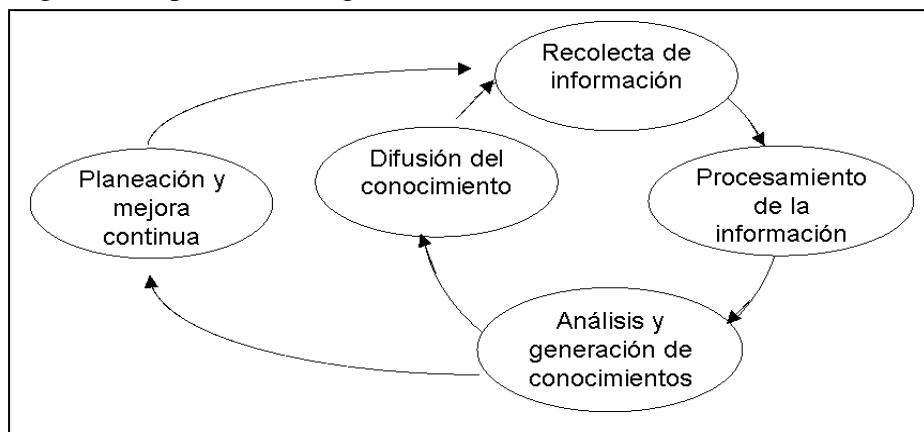 Recolecta de
información
Difusión del
conocimiento
Planeación y
mejora
continua
Procesamiento
de la
información
Análisis y
generación de
conocimientos